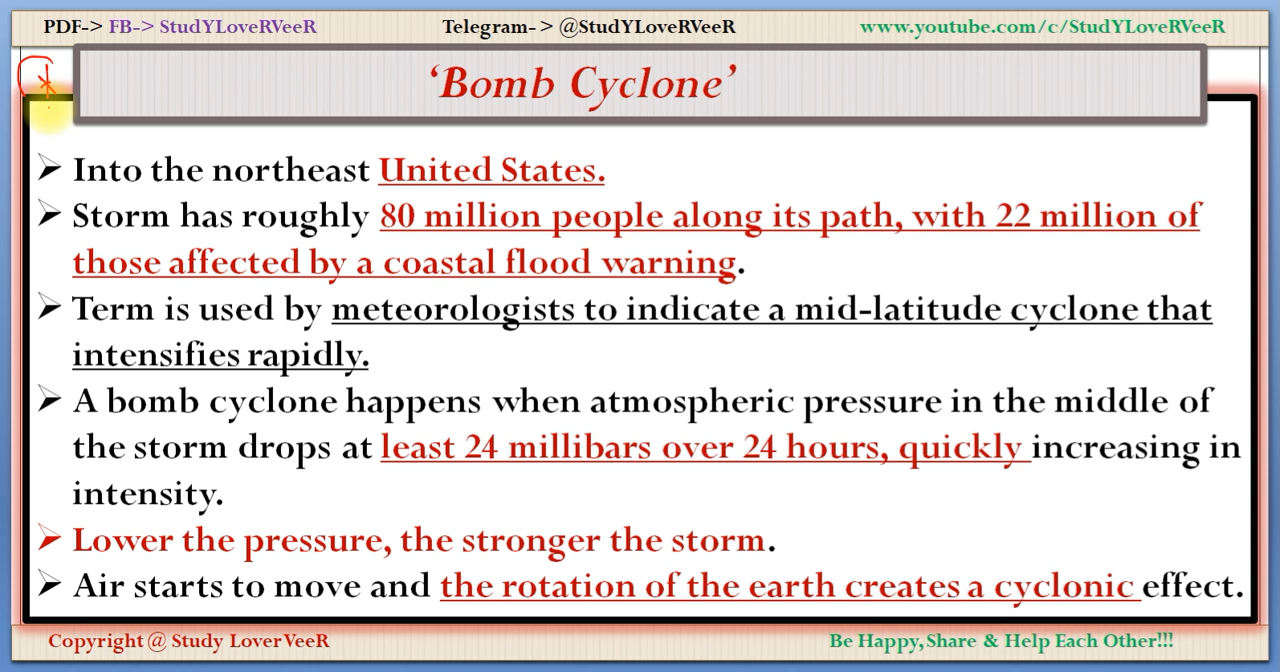 PDF-> FB-> StudYLoveRVeeR Telegram- > @StudYLoveRVeeR www.youtube.com/c/StudYLoveRVeeR
‘Bomb Cyclone’
➢ Into the northeast United States.
➢ Storm has roughly 80 million people along its path, with 22 million of
those affected by a coastal flood warning.
➢ Term is used by meteorologists to indicate a mid-latitude cyclone that
intensifies rapidly.
➢ A bomb cyclone happens when atmospheric pressure in the middle of
the storm drops at least 24 millibars over 24 hours, quickly increasing in
intensity.
➢ Lower the pressure, the stronger the storm.
➢ Air starts to move and the rotation of the earth creates a cyclonic effect.
Copyright @ Study Lover VeeR Be Happy, Share & Help Each Other!!!